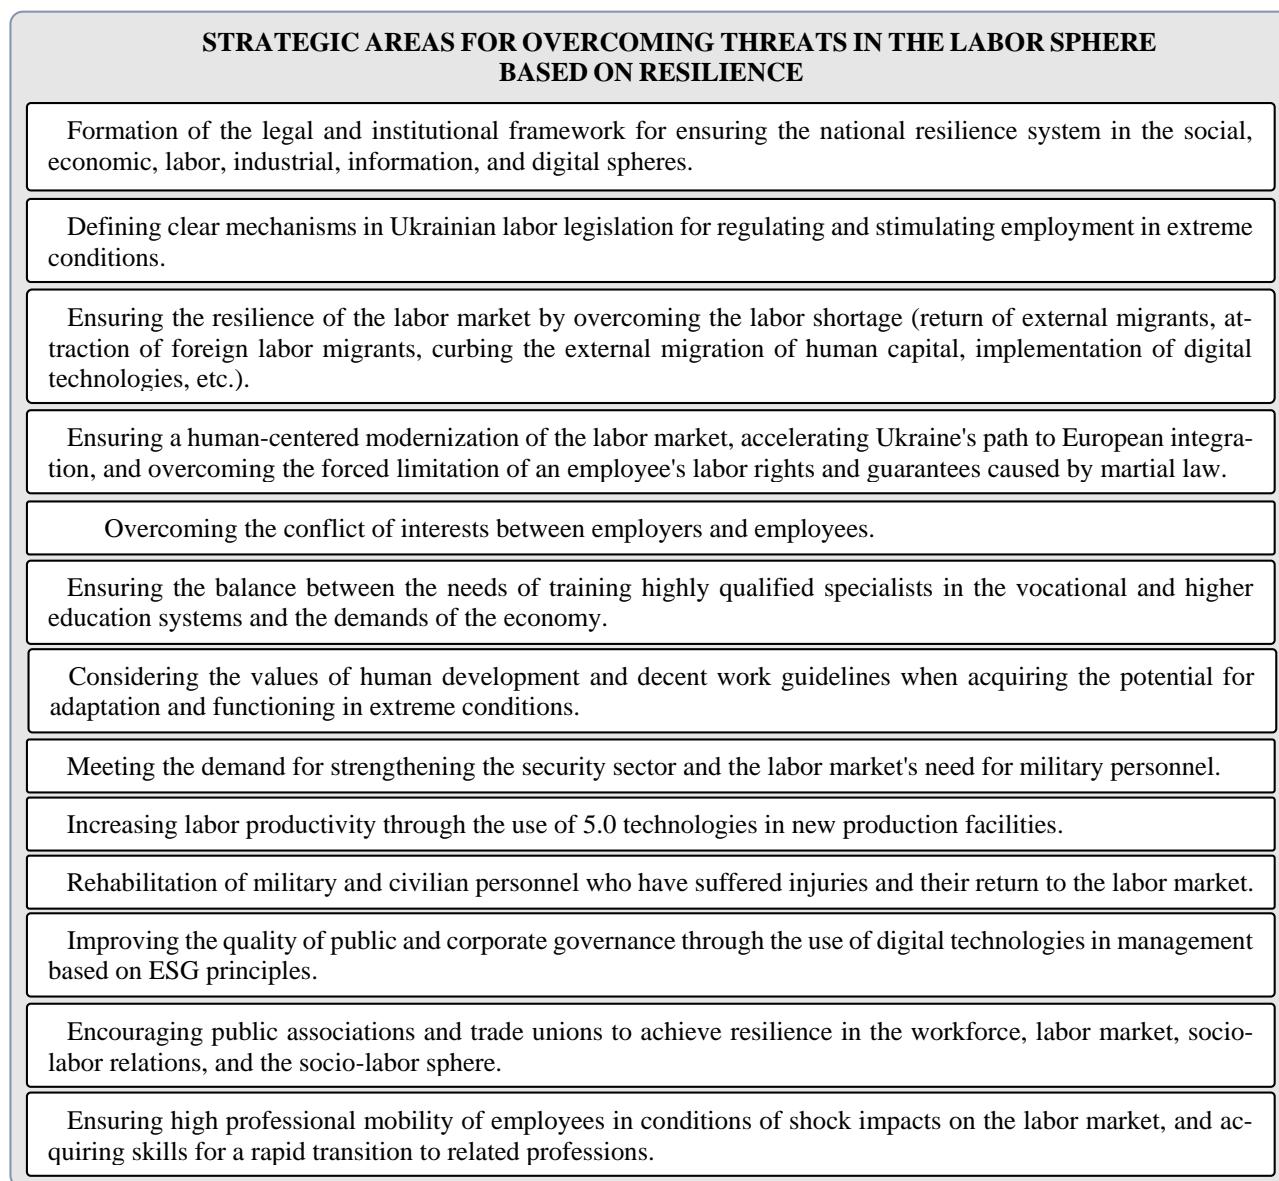 STRATEGIC AREAS FOR OVERCOMING THREATS IN THE LABOR SPHERE
BASED ON RESILIENCE
Formation of the legal and institutional framework for ensuring the national resilience system in the social,
economic, labor, industrial, information, and digital spheres.
Defining clear mechanisms in Ukrainian labor legislation for regulating and stimulating employment in extreme
conditions.
Ensuring the resilience of the labor market by overcoming the labor shortage (return of external migrants, at-
traction of foreign labor migrants, curbing the external migration of human capital, implementation of digital
technologies, etc.).
Ensuring a human-centered modernization of the labor market, accelerating Ukraine's path to European integra-
tion, and overcoming the forced limitation of an employee's labor rights and guarantees caused by martial law.
Overcoming the conflict of interests between employers and employees.
Ensuring the balance between the needs of training highly qualified specialists in the vocational and higher
education systems and the demands of the economy.
Considering the values of human development and decent work guidelines when acquiring the potential for
adaptation and functioning in extreme conditions.
Meeting the demand for strengthening the security sector and the labor market's need for military personnel.
Increasing labor productivity through the use of 5.0 technologies in new production facilities.
Rehabilitation of military and civilian personnel who have suffered injuries and their return to the labor market.
Improving the quality of public and corporate governance through the use of digital technologies in management
based on ESG principles.
Encouraging public associations and trade unions to achieve resilience in the workforce, labor market, socio-
labor relations, and the socio-labor sphere.
Ensuring high professional mobility of employees in conditions of shock impacts on the labor market, and ac-
quiring skills for a rapid transition to related professions.